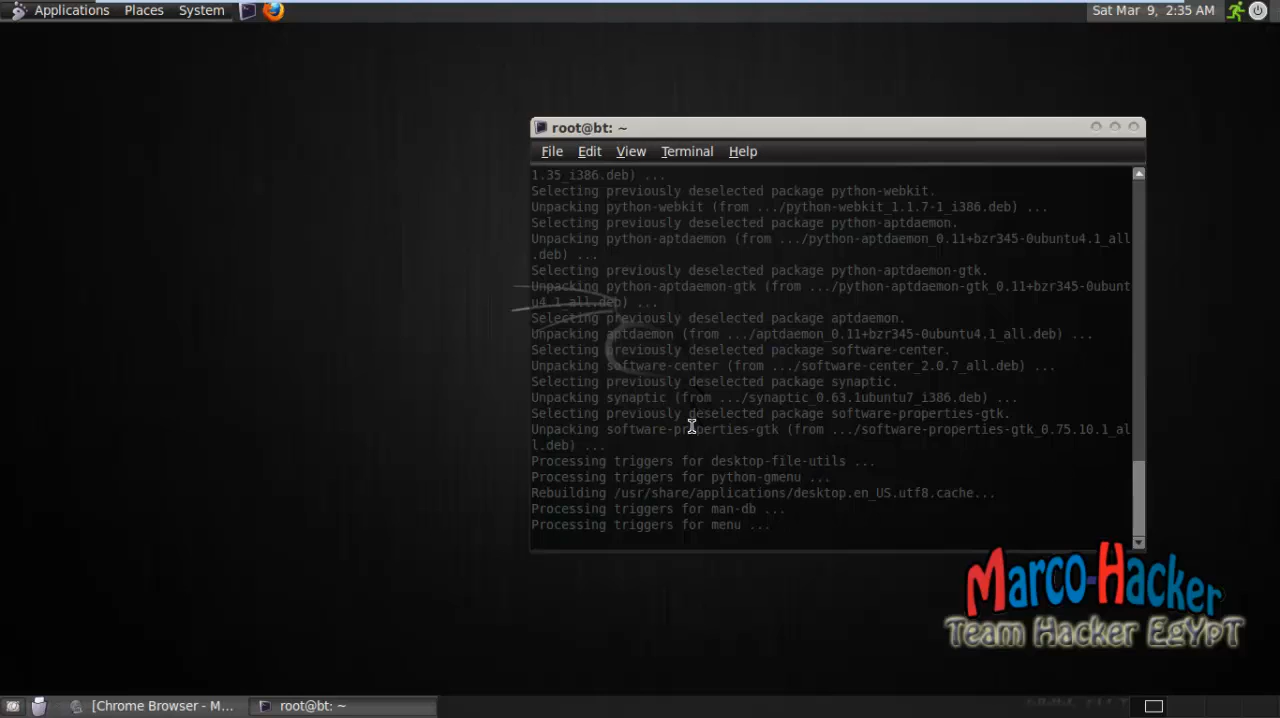 Applications Places System
Sat Mar 9, 2:35 AM
root@bt: ~
File Edit View Terminal Help
1.35_i386.deb) ...
Selecting previously deselected package python-webkit.
Unpacking python-webkit (from .../python-webkit_1.1.7-1_i386.deb) ...
Selecting previously deselected package python-aptdaemon.
Unpacking python-aptdaemon (from .../python-aptdaemon_0.11+bzr345-0ubuntu4.1_all
.deb) ...
Selecting previously deselected package python-aptdaemon-gtk.
Unpacking python-aptdaemon-gtk (from .../python-aptdaemon-gtk_0.11+bzr345-0ubunt
u4.1_all.deb) ...
Selecting previously deselected package aptdaemon.
Unpacking aptdaemon (from .../aptdaemon_0.11+bzr345-0ubuntu4.1_all.deb) ...
Selecting previously deselected package software-center.
Unpacking software-center (from .../software-center_2.0.7_all.deb) ...
Selecting previously deselected package synaptic.
Unpacking synaptic (from .../synaptic_0.63.1ubuntu7_i386.deb) ...
Selecting previously deselected package software-properties-gtk.
Unpacking software-properties-gtk (from .../software-properties-gtk_0.75.10.1_al
l.deb) ...
Processing triggers for desktop-file-utils ...
Processing triggers for python-gmenu ...
Rebuilding /usr/share/applications/desktop.en_US.utf8.cache...
Processing triggers for man-db ...
Processing triggers for menu ...
Marco-Hacker
Team Hacker EgYpT
[Chrome Browser - M... root@bt: ~